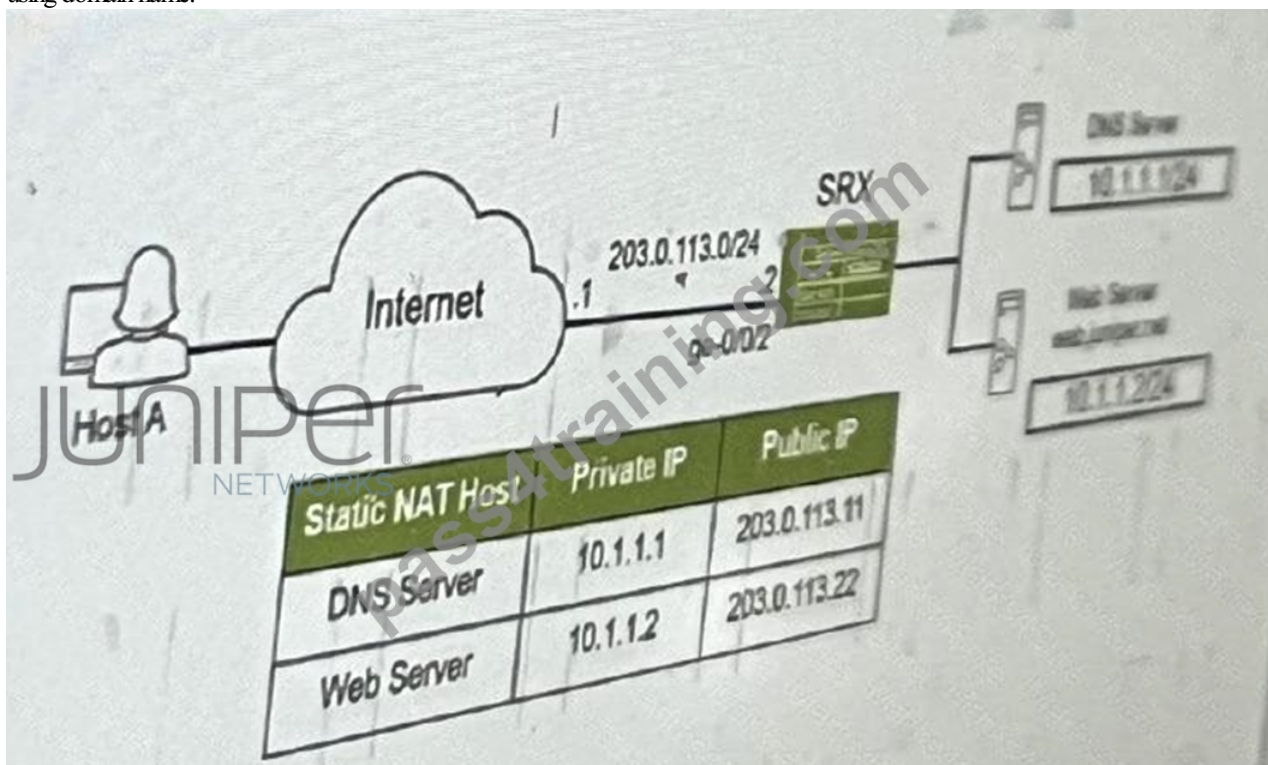 using domain name.
SRX
DNS Server
10.1.1.1/24
203.0.113.0/24
.1
.2
Internet
ge-0/0/2
Web Server
web.juniper.net
10.1.1.2/24
Host A
JUNIPER
NETWORKS
pass4training.com
Static NAT Host Private IP Public IP
DNS Server 10.1.1.1 203.0.113.11
Web Server 10.1.1.2 203.0.113.22